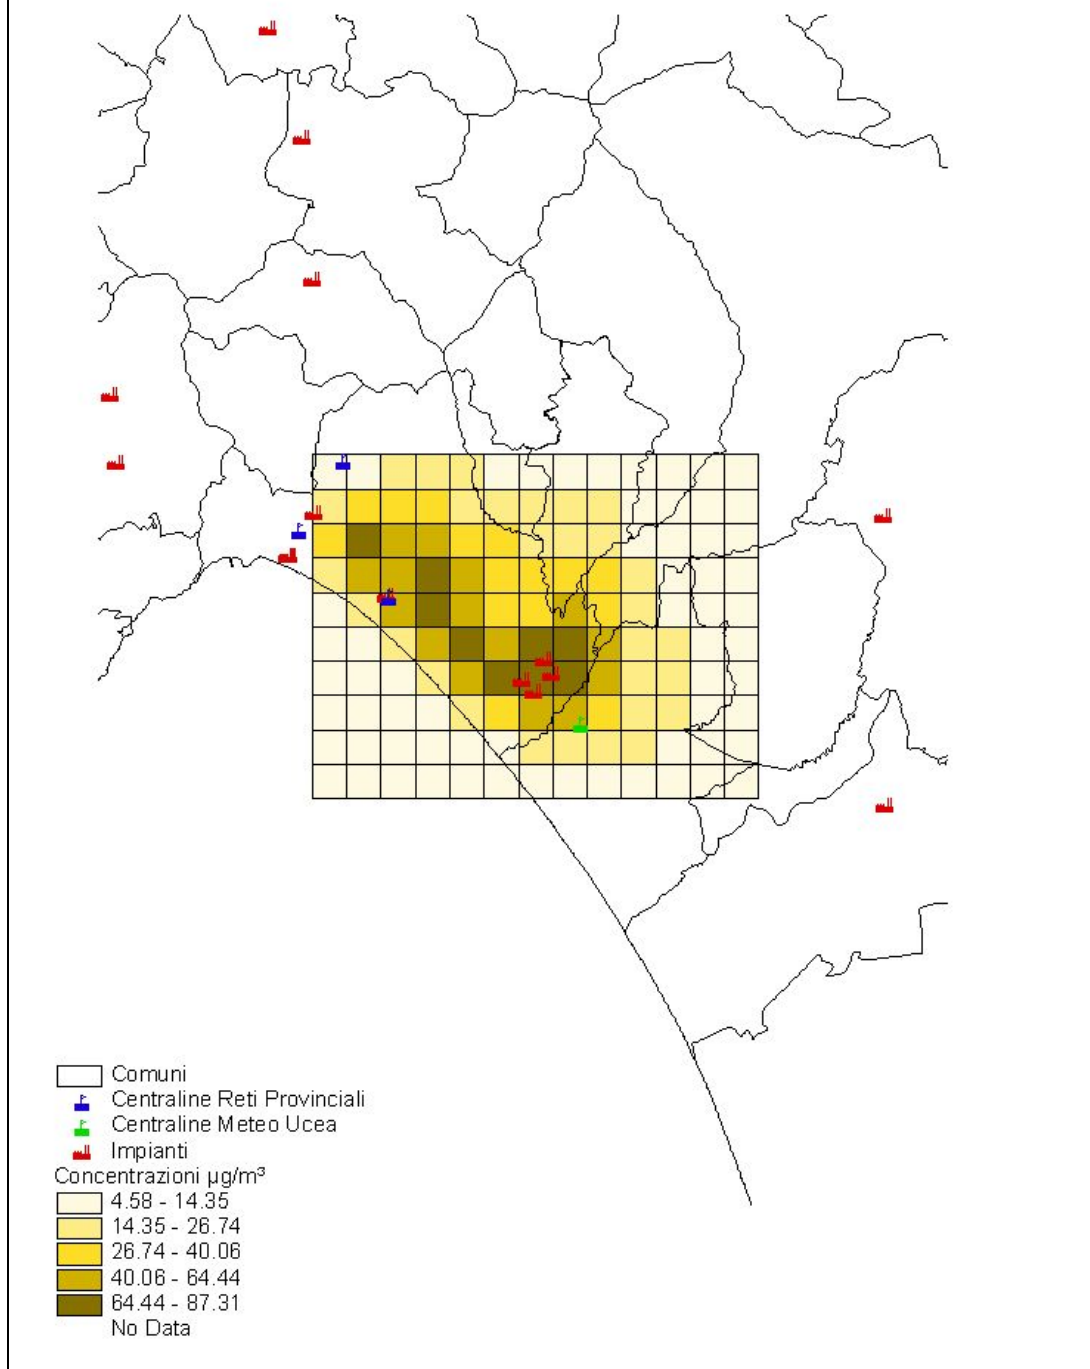 Comuni
Centraline Reti Provinciali
Centraline Meteo Ucea
Impianti
Concentrazioni µg/m³
4.58 - 14.35
14.35 - 26.74
26.74 - 40.06
40.06 - 64.44
64.44 - 87.31
No Data